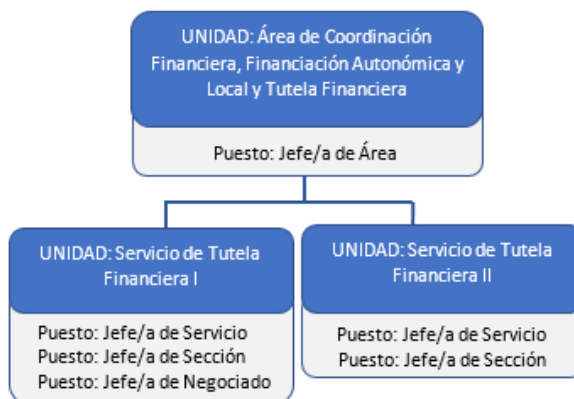 UNIDAD: Área de Coordinación
Financiera, Financiación Autonómica y
Local y Tutela Financiera
Puesto: Jefe/a de Área
UNIDAD: Servicio de Tutela
Financiera I
Puesto: Jefe/a de Servicio
Puesto: Jefe/a de Sección
Puesto: Jefe/a de Negociado
UNIDAD: Servicio de Tutela
Financiera II
Puesto: Jefe/a de Servicio
Puesto: Jefe/a de Sección